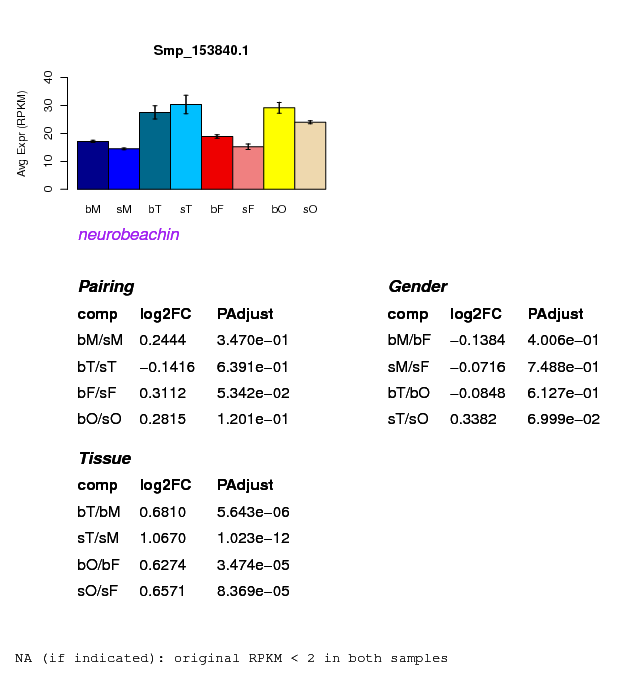 Smp_153840.1
Avg Expr (RPKM)
0 10 20 30 40
bM sM bT sT bF sF bO sO
neurobeachin
Pairing
comp log2FC PAdjust
bM/sM 0.2444 3.470e−01
bT/sT −0.1416 6.391e−01
bF/sF 0.3112 5.342e−02
bO/sO 0.2815 1.201e−01
Gender
comp log2FC PAdjust
bM/bF −0.1384 4.006e−01
sM/sF −0.0716 7.488e−01
bT/bO −0.0848 6.127e−01
sT/sO 0.3382 6.999e−02
Tissue
comp log2FC PAdjust
bT/bM 0.6810 5.643e−06
sT/sM 1.0670 1.023e−12
bO/bF 0.6274 3.474e−05
sO/sF 0.6571 8.369e−05
NA (if indicated): original RPKM < 2 in both samples